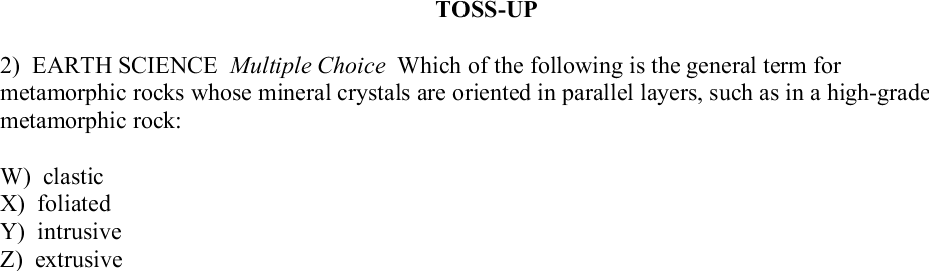 TOSS-UP
2) EARTH SCIENCE Multiple Choice Which of the following is the general term for
metamorphic rocks whose mineral crystals are oriented in parallel layers, such as in a high-grade
metamorphic rock:
W) clastic
X) foliated
Y) intrusive
Z) extrusive